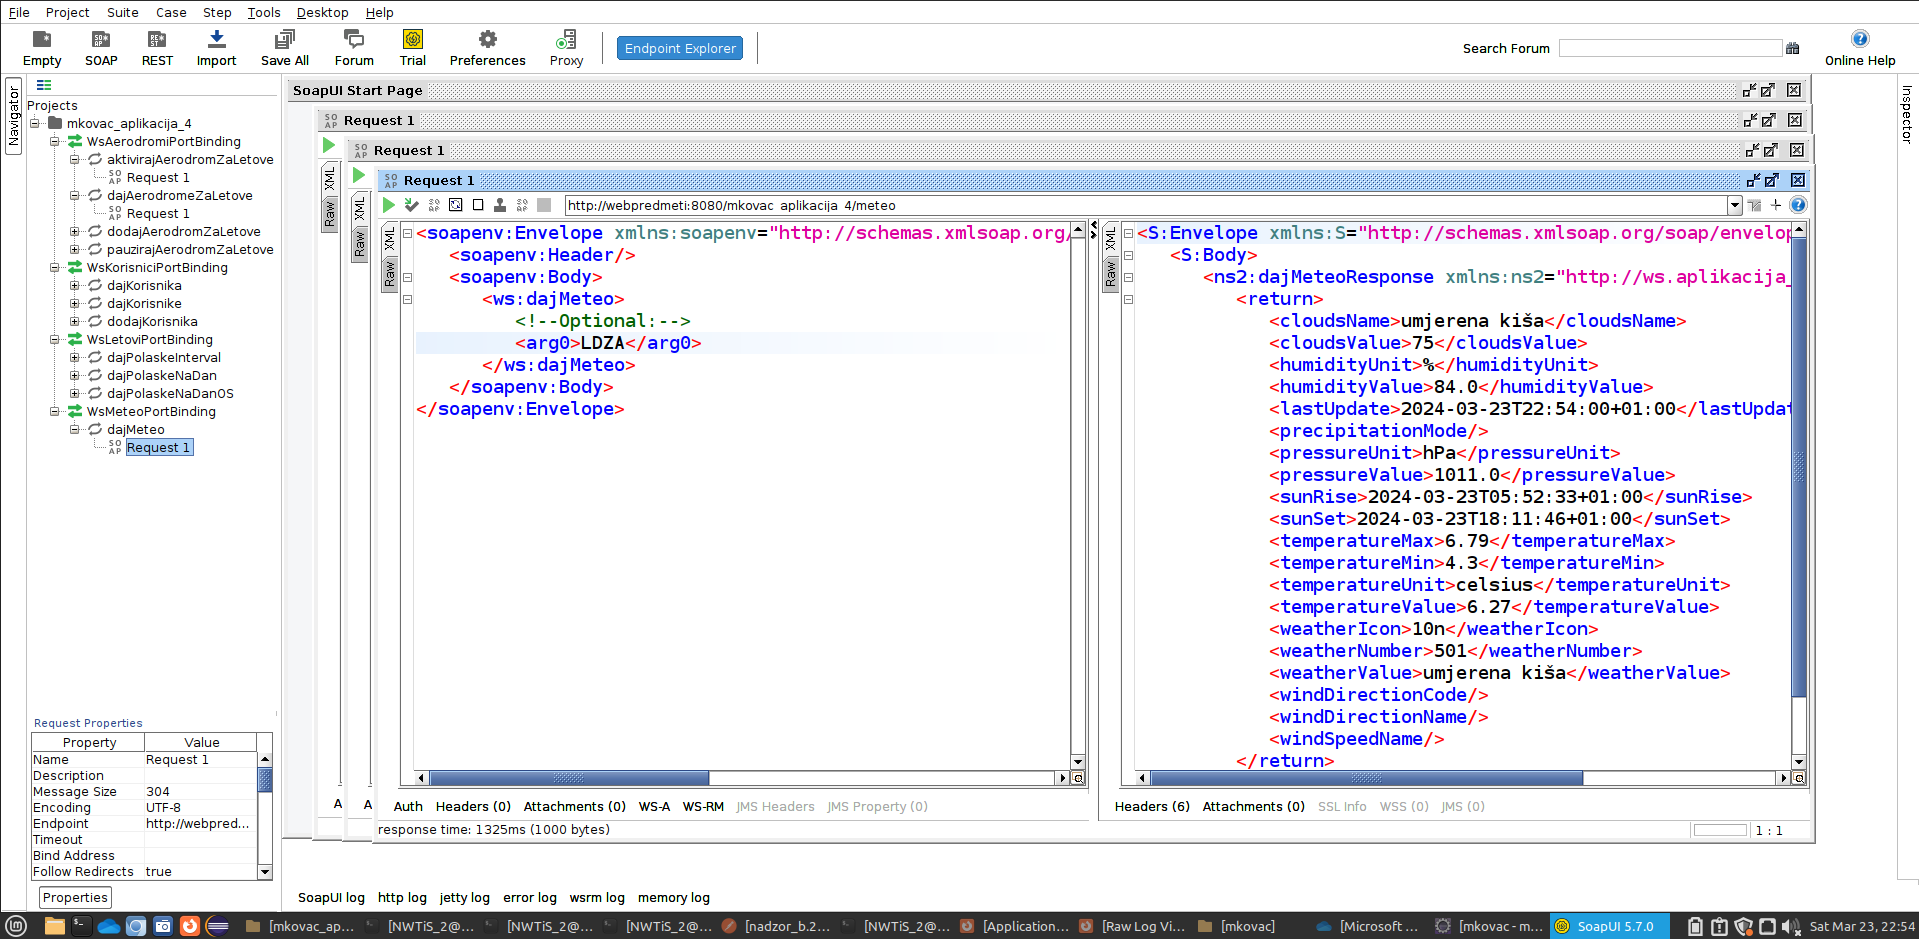 File Project Suite Case Step Tools Desktop Help
Empty SOAP REST Import Save All Forum Trial Preferences Proxy Endpoint Explorer Search Forum Online Help
Navigator
Inspector
Projects
mkovac_aplikacija_4
WsAerodromiPortBinding
aktivirajAerodromZaLetove
Request 1
dajAerodromeZaLetove
Request 1
dodajAerodromZaLetove
pauzirajAerodromZaLetove
WsKorisniciPortBinding
dajKorisnika
dajKorisnike
dodajKorisnika
WsLetoviPortBinding
dajPolaskeInterval
dajPolaskeNaDan
dajPolaskeNaDanOS
WsMeteoPortBinding
dajMeteo
Request 1
Request Properties
Property Value
Name Request 1
Description
Message Size 304
Encoding UTF-8
Endpoint http://webpred...
Timeout
Bind Address
Follow Redirects true
Properties
SoapUI Start Page
Request 1
Request 1
Request 1
XML
Raw
XML
Raw
http://webpredmeti:8080/mkovac_aplikacija_4/meteo
XML
Raw
<soapenv:Envelope xmlns:soapenv="http://schemas.xmlsoap.org/
<soapenv:Header/>
<soapenv:Body>
<ws:dajMeteo>
<!--Optional:-->
<arg0>LDZA</arg0>
</ws:dajMeteo>
</soapenv:Body>
</soapenv:Envelope>
XML
Raw
<S:Envelope xmlns:S="http://schemas.xmlsoap.org/soap/envelop
<S:Body>
<ns2:dajMeteoResponse xmlns:ns2="http://ws.aplikacija_
<return>
<cloudsName>umjerena kiša</cloudsName>
<cloudsValue>75</cloudsValue>
<humidityUnit>%</humidityUnit>
<humidityValue>84.0</humidityValue>
<lastUpdate>2024-03-23T22:54:00+01:00</lastUpdat
<precipitationMode/>
<pressureUnit>hPa</pressureUnit>
<pressureValue>1011.0</pressureValue>
<sunRise>2024-03-23T05:52:33+01:00</sunRise>
<sunSet>2024-03-23T18:11:46+01:00</sunSet>
<temperatureMax>6.79</temperatureMax>
<temperatureMin>4.3</temperatureMin>
<temperatureUnit>celsius</temperatureUnit>
<temperatureValue>6.27</temperatureValue>
<weatherIcon>10n</weatherIcon>
<weatherNumber>501</weatherNumber>
<weatherValue>umjerena kiša</weatherValue>
<windDirectionCode/>
<windDirectionName/>
<windSpeedName/>
</return>
A A Auth Headers (0) Attachments (0) WS-A WS-RM JMS Headers JMS Property (0)
Headers (6) Attachments (0) SSL Info WSS (0) JMS (0)
response time: 1325ms (1000 bytes)
1 : 1
SoapUI log http log jetty log error log wsrm log memory log
[mkovac_ap... [NWTiS_2@... [NWTiS_2@... [NWTiS_2@... [nadzor_b.2... [NWTiS_2@... [Application... [Raw Log Vi... [mkovac] [Microsoft ... [mkovac - m... SoapUI 5.7.0 Sat Mar 23, 22:54